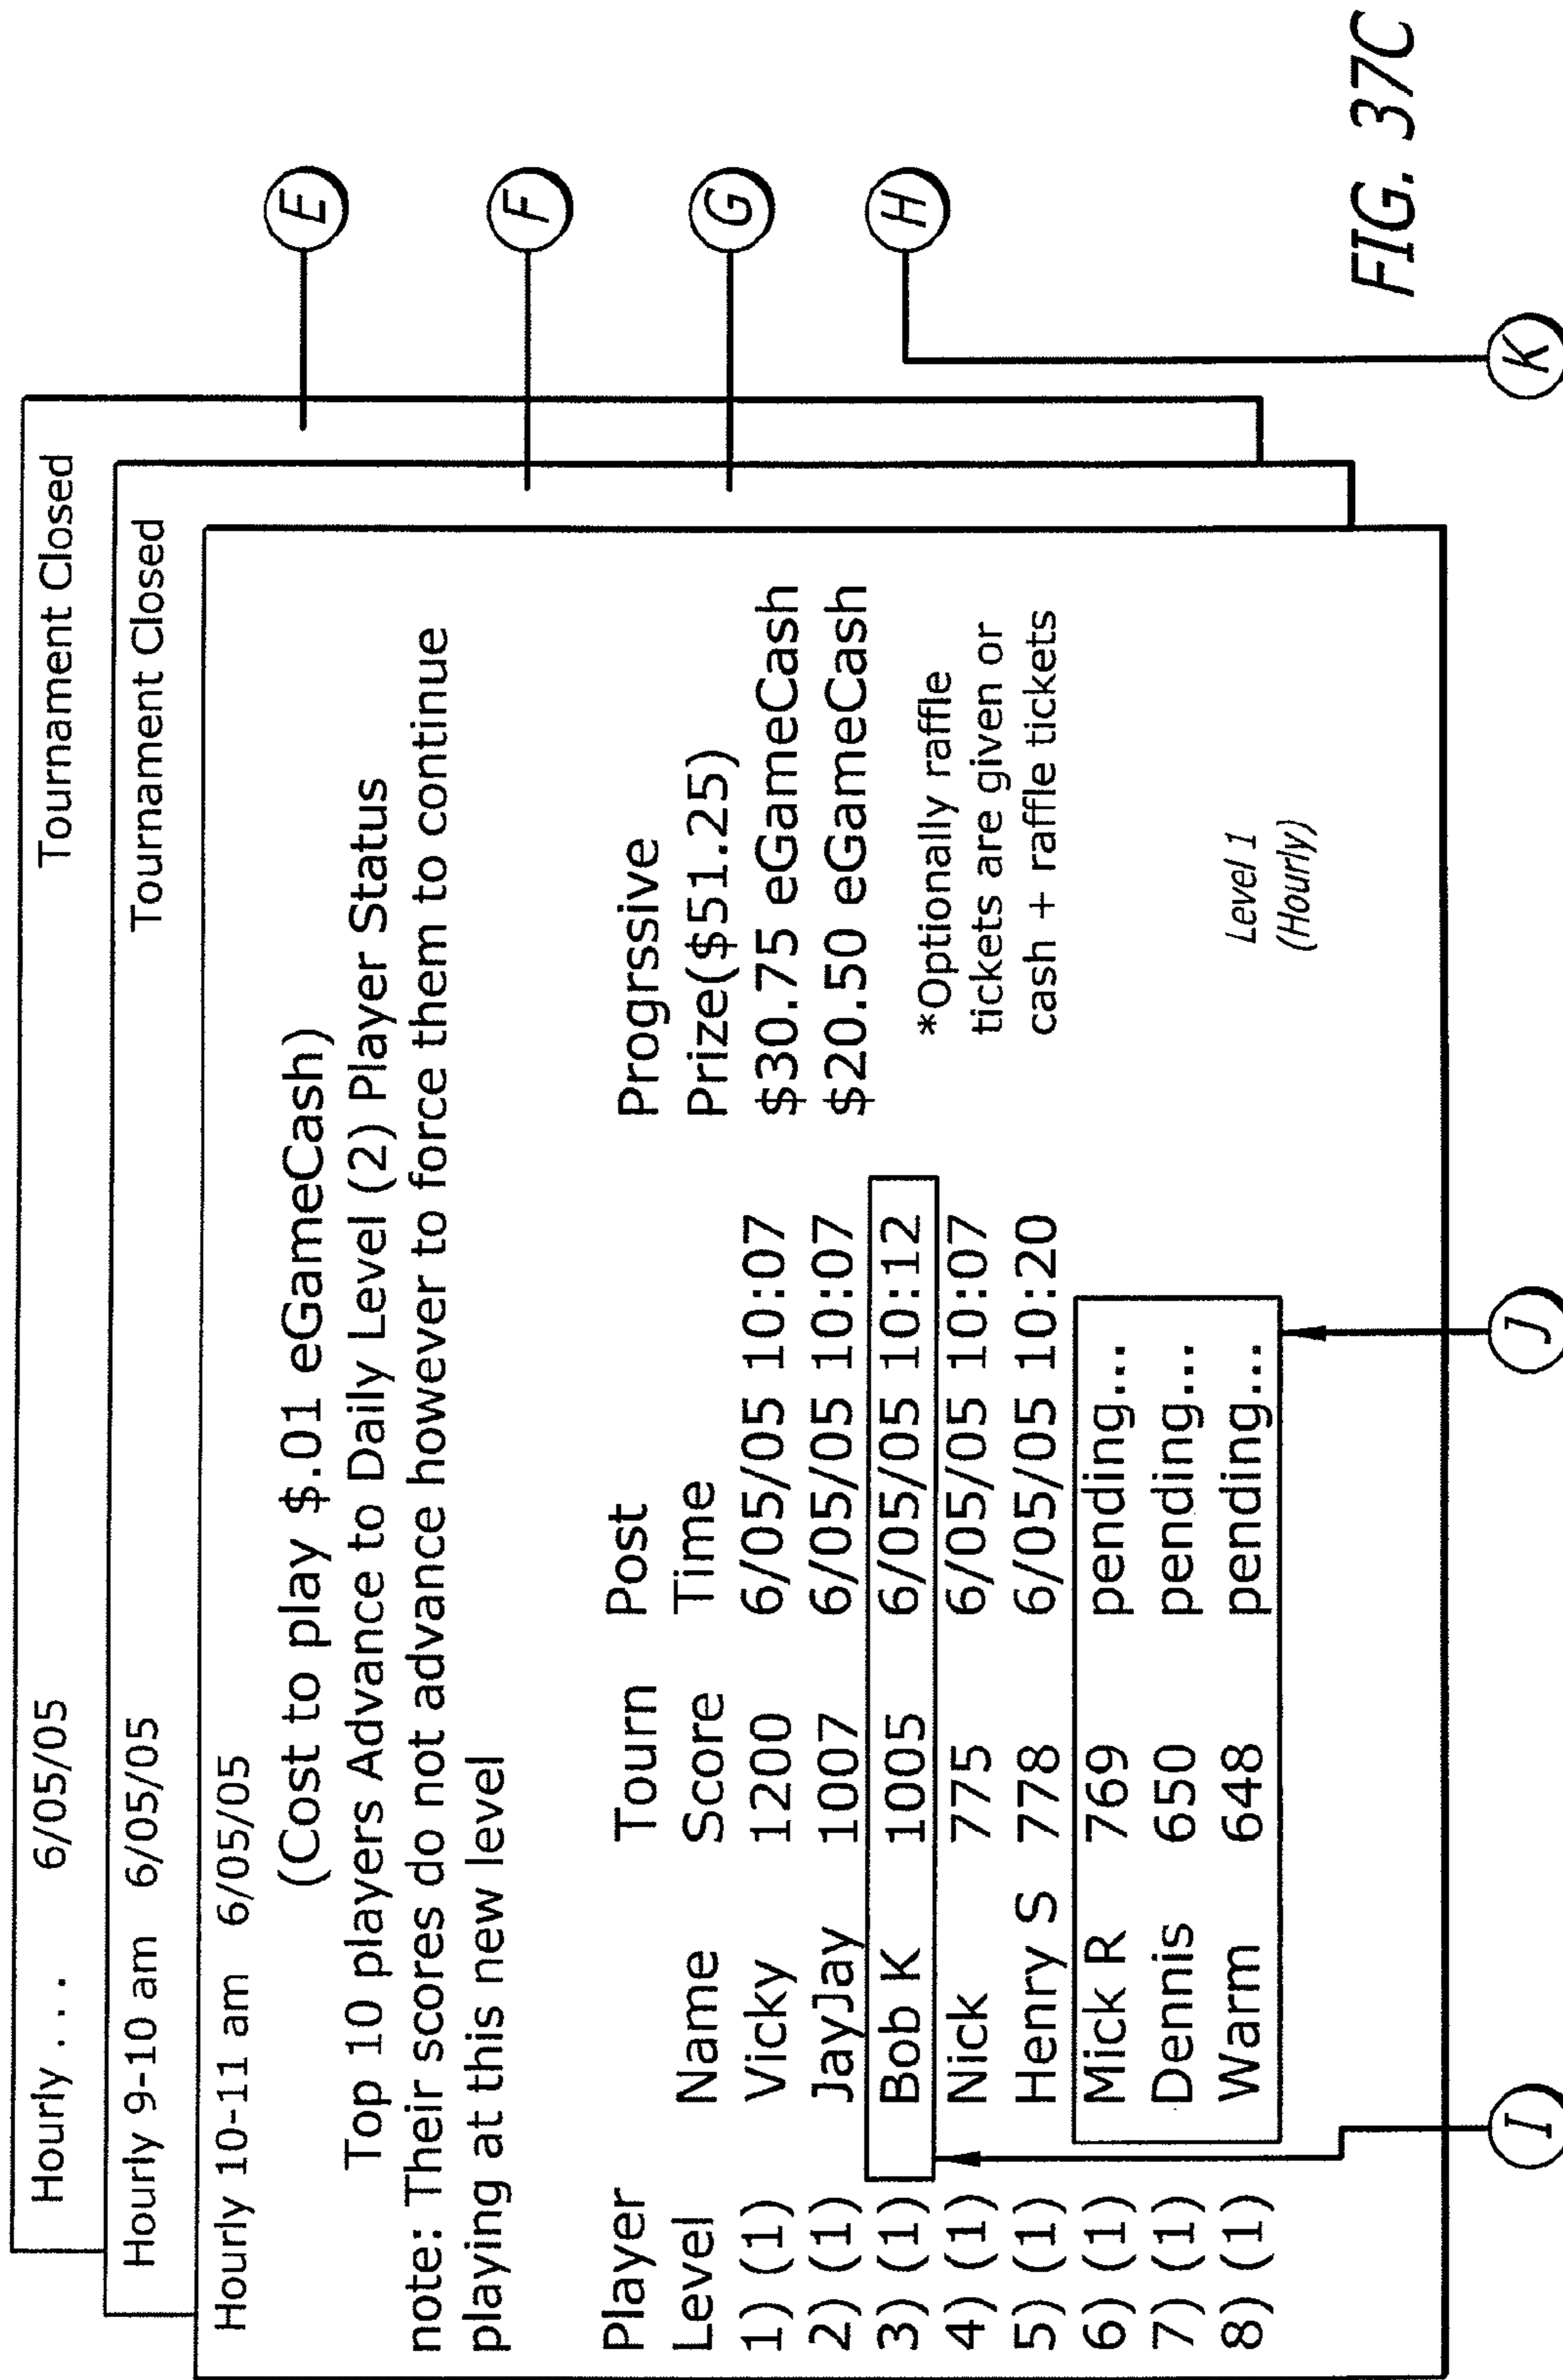 Hourly . . . 6/05/05 Tournament Closed
Hourly 9-10 am 6/05/05 Tournament Closed
Hourly 10-11 am 6/05/05
(Cost to play $.01 eGameCash)
Top 10 players Advance to Daily Level (2) Player Status
note: Their scores do not advance however to force them to continue
playing at this new level
Player Tourn Post Progrssive
Level Name Score Time Prize($51.25)
1) (1) Vicky 1200 6/05/05 10:07 $30.75 eGameCash
2) (1) JayJay 1007 6/05/05 10:07 $20.50 eGameCash
3) (1) Bob K 1005 6/05/05 10:12
4) (1) Nick 775 6/05/05 10:07
5) (1) Henry S 778 6/05/05 10:20
6) (1) Mick R 769 pending...
7) (1) Dennis 650 pending...
8) (1) Warm 648 pending...
*Optionally raffle
tickets are given or
cash + raffle tickets
Level 1
(Hourly)
E
F
G
H
I
J
K
FIG. 37C